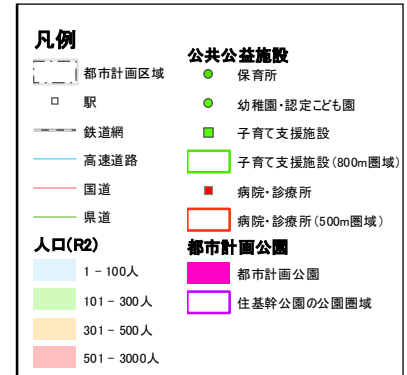 凡例
都市計画区域
駅
鉄道網
高速道路
国道
県道
人口(R2)
1 - 100人
101 - 300人
301 - 500人
501 - 3000人
公共公益施設
保育所
幼稚園・認定こども園
子育て支援施設
子育て支援施設(800m圏域)
病院・診療所
病院・診療所(500m圏域)
都市計画公園
都市計画公園
住基幹公園の公園圏域